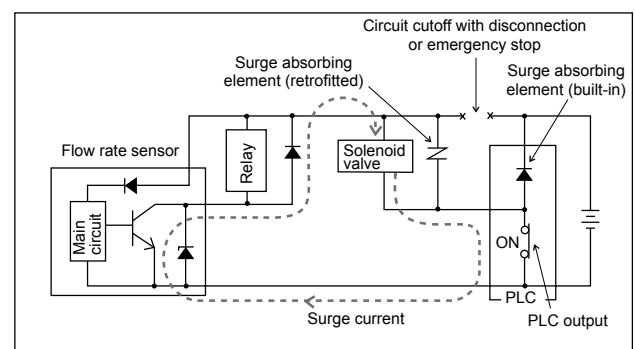 Circuit cutoff with disconnection
or emergency stop
Surge absorbing
element (retrofitted)
Surge absorbing
element (built-in)
Flow rate sensor
Relay
Solenoid
valve
Main
circuit
ON
PLC
Surge current
PLC output